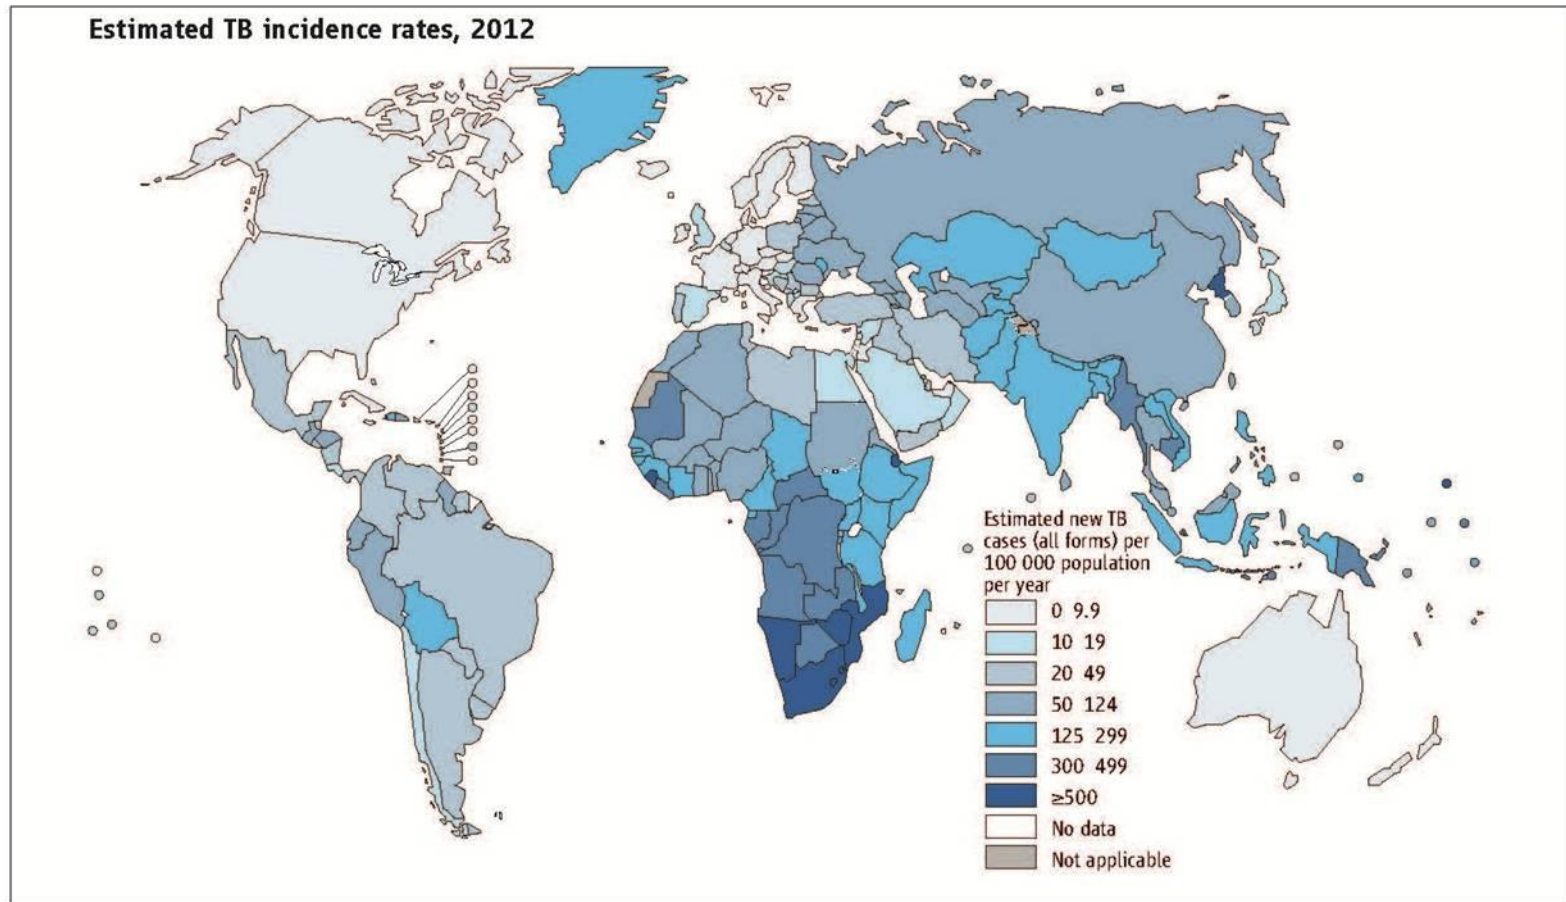 Estimated TB incidence rates, 2012
Estimated new TB
cases (all forms) per
100 000 population
per year
0 9.9
10 19
20 49
50 124
125 299
300 499
≥500
No data
Not applicable